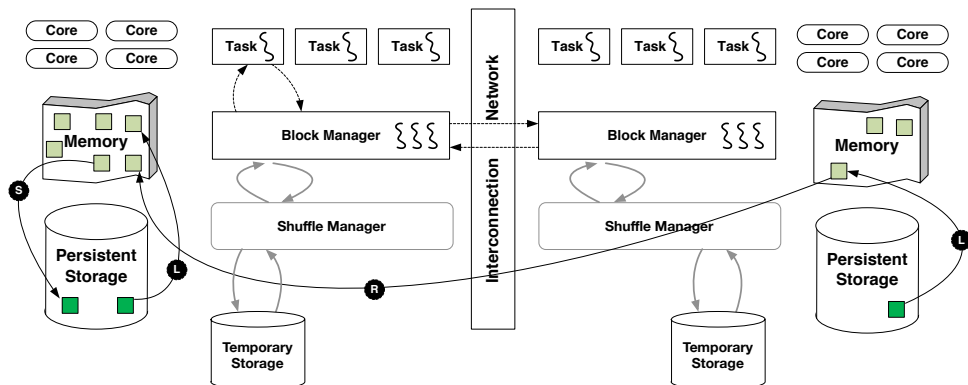 Core Core
Core Core
Task Task Task
Block Manager
Memory
Shuffle Manager
Persistent
Storage
Temporary
Storage
S
L
R
Interconnection Network
Task Task Task
Block Manager
Shuffle Manager
Temporary
Storage
Core Core
Core Core
Memory
Persistent
Storage
L